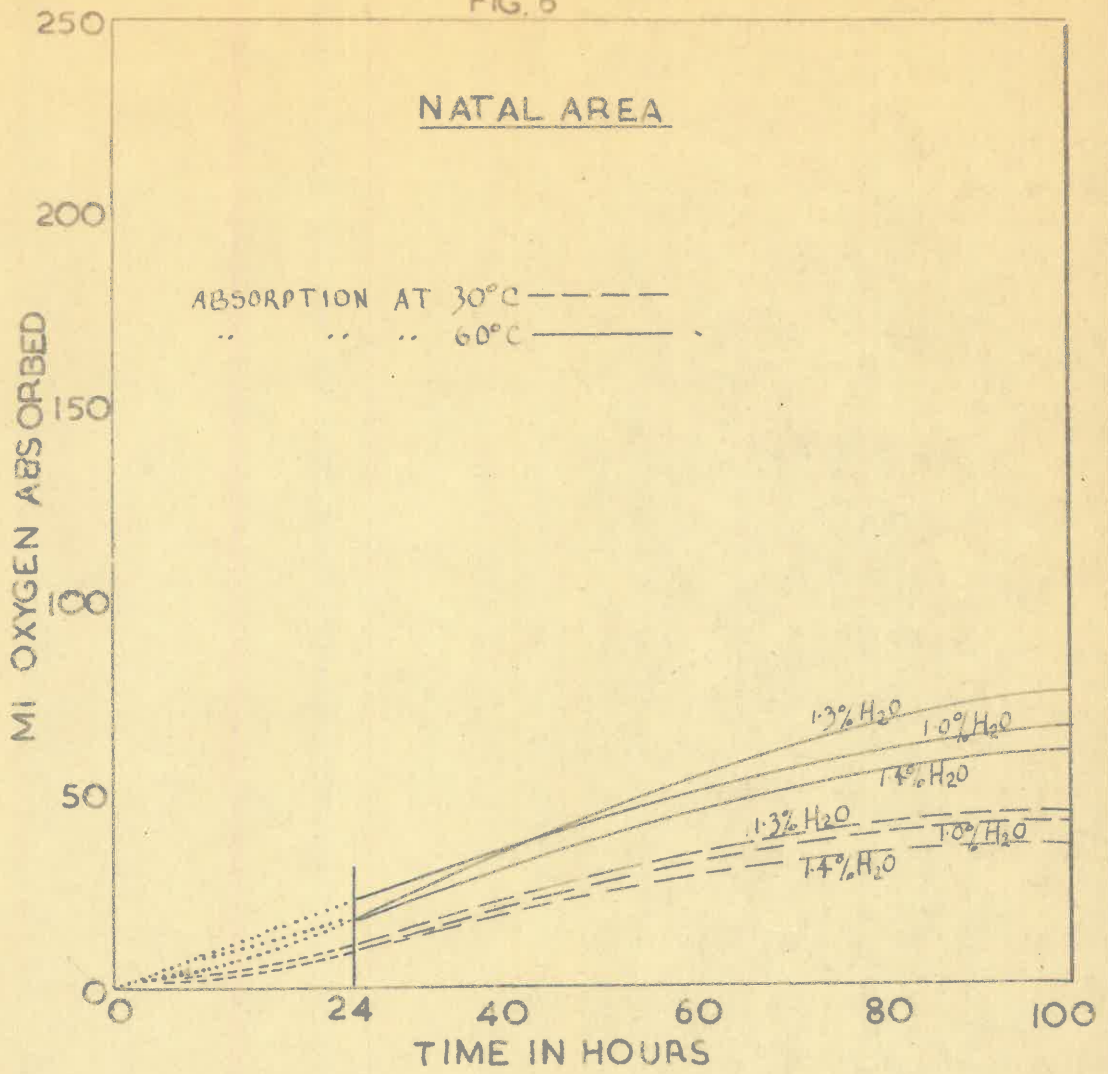 FIG. 6
250
NATAL AREA
200
ABSORPTION AT 30°C
·· ·· ·· 60°C
150
100
50
0
Ml OXYGEN ABSORBED
1·3% H2O
1·0% H2O
1·4% H2O
1·3% H2O
1·0% H2O
1·4% H2O
0 24 40 60 80 100
TIME IN HOURS